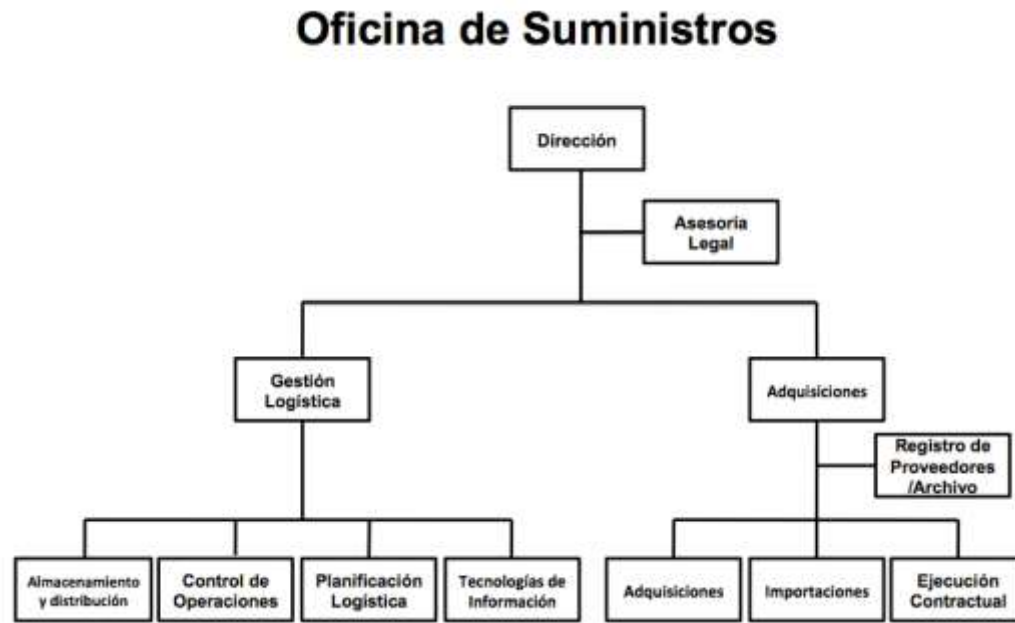 Oficina de Suministros
Dirección
Asesoría
Legal
Gestión
Logística
Adquisiciones
Registro de
Proveedores
/Archivo
Almacenamiento
y distribución
Control de
Operaciones
Planificación
Logística
Tecnologías de
Información
Adquisiciones
Importaciones
Ejecución
Contractual